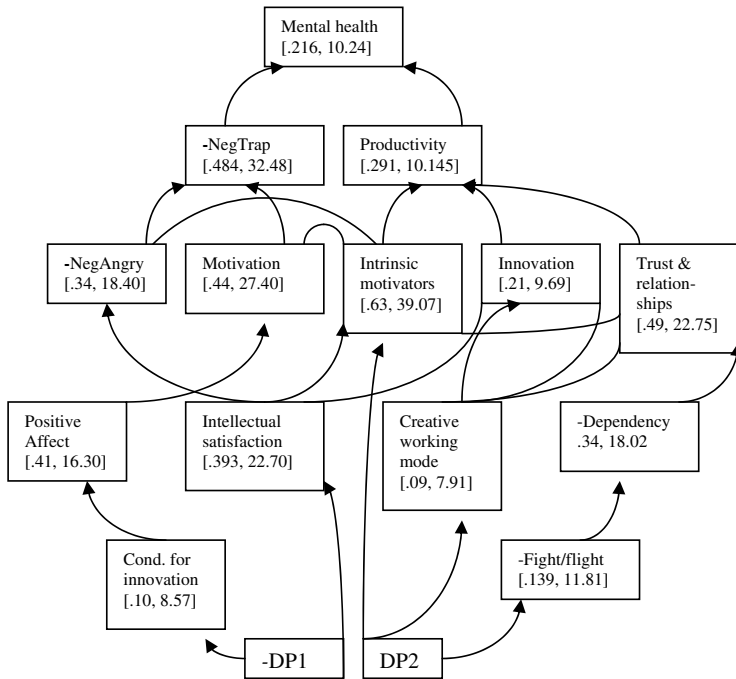 Mental health
[.216, 10.24]
-NegTrap
[.484, 32.48]
Productivity
[.291, 10.145]
-NegAngry
[.34, 18.40]
Motivation
[.44, 27.40]
Intrinsic
motivators
[.63, 39.07]
Innovation
[.21, 9.69]
Trust &
relation-
ships
[.49, 22.75]
Positive
Affect
[.41, 16.30]
Intellectual
satisfaction
[.393, 22.70]
Creative
working
mode
[.09, 7.91]
-Dependency
.34, 18.02
Cond. for
innovation
[.10, 8.57]
-Fight/flight
[.139, 11.81]
-DP1
DP2